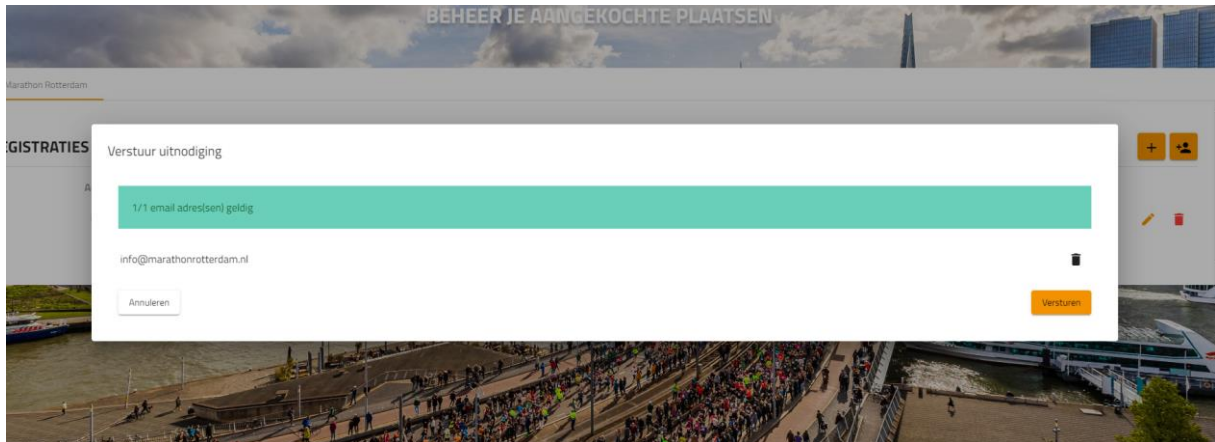 BEHEER JE AANGEKOCHTE PLAATSEN
Marathon Rotterdam
EGISTRATIES
A
Verstuur uitnodiging
1/1 email adres(sen) geldig
info@marathonrotterdam.nl
Annuleren
Versturen